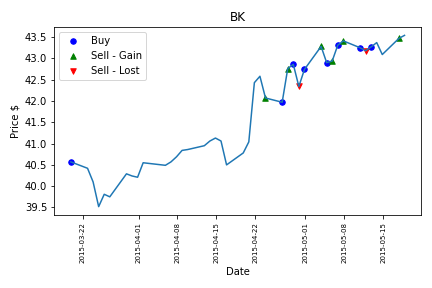 BK
Buy
Sell - Gain
Sell - Lost
Price $
43.5
43.0
42.5
42.0
41.5
41.0
40.5
40.0
39.5
2015-03-22
2015-04-01
2015-04-08
2015-04-15
2015-04-22
2015-05-01
2015-05-08
2015-05-15
Date